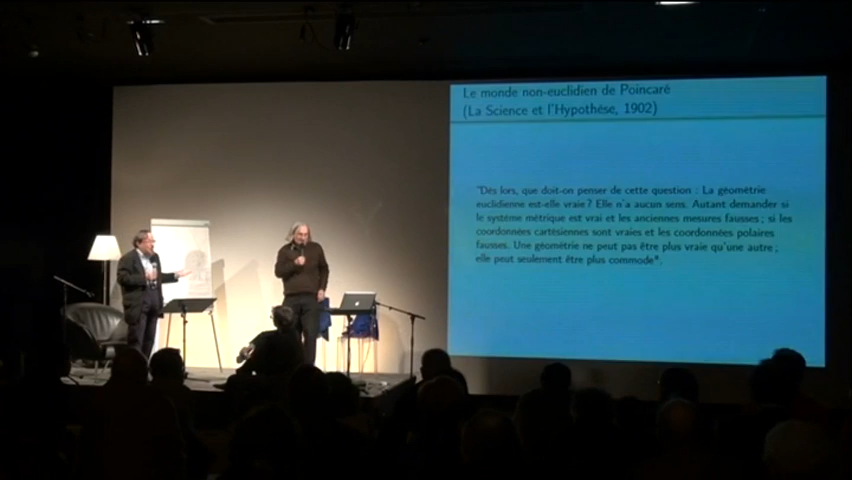 Le monde non-euclidien de Poincaré
(La Science et l'Hypothèse, 1902)
"Dès lors, que doit-on penser de cette question : La géométrie
euclidienne est-elle vraie ? Elle n'a aucun sens. Autant demander si
le système métrique est vrai et les anciennes mesures fausses ; si les
coordonnées cartésiennes sont vraies et les coordonnées polaires
fausses. Une géométrie ne peut pas être plus vraie qu'une autre ;
elle peut seulement être plus commode".